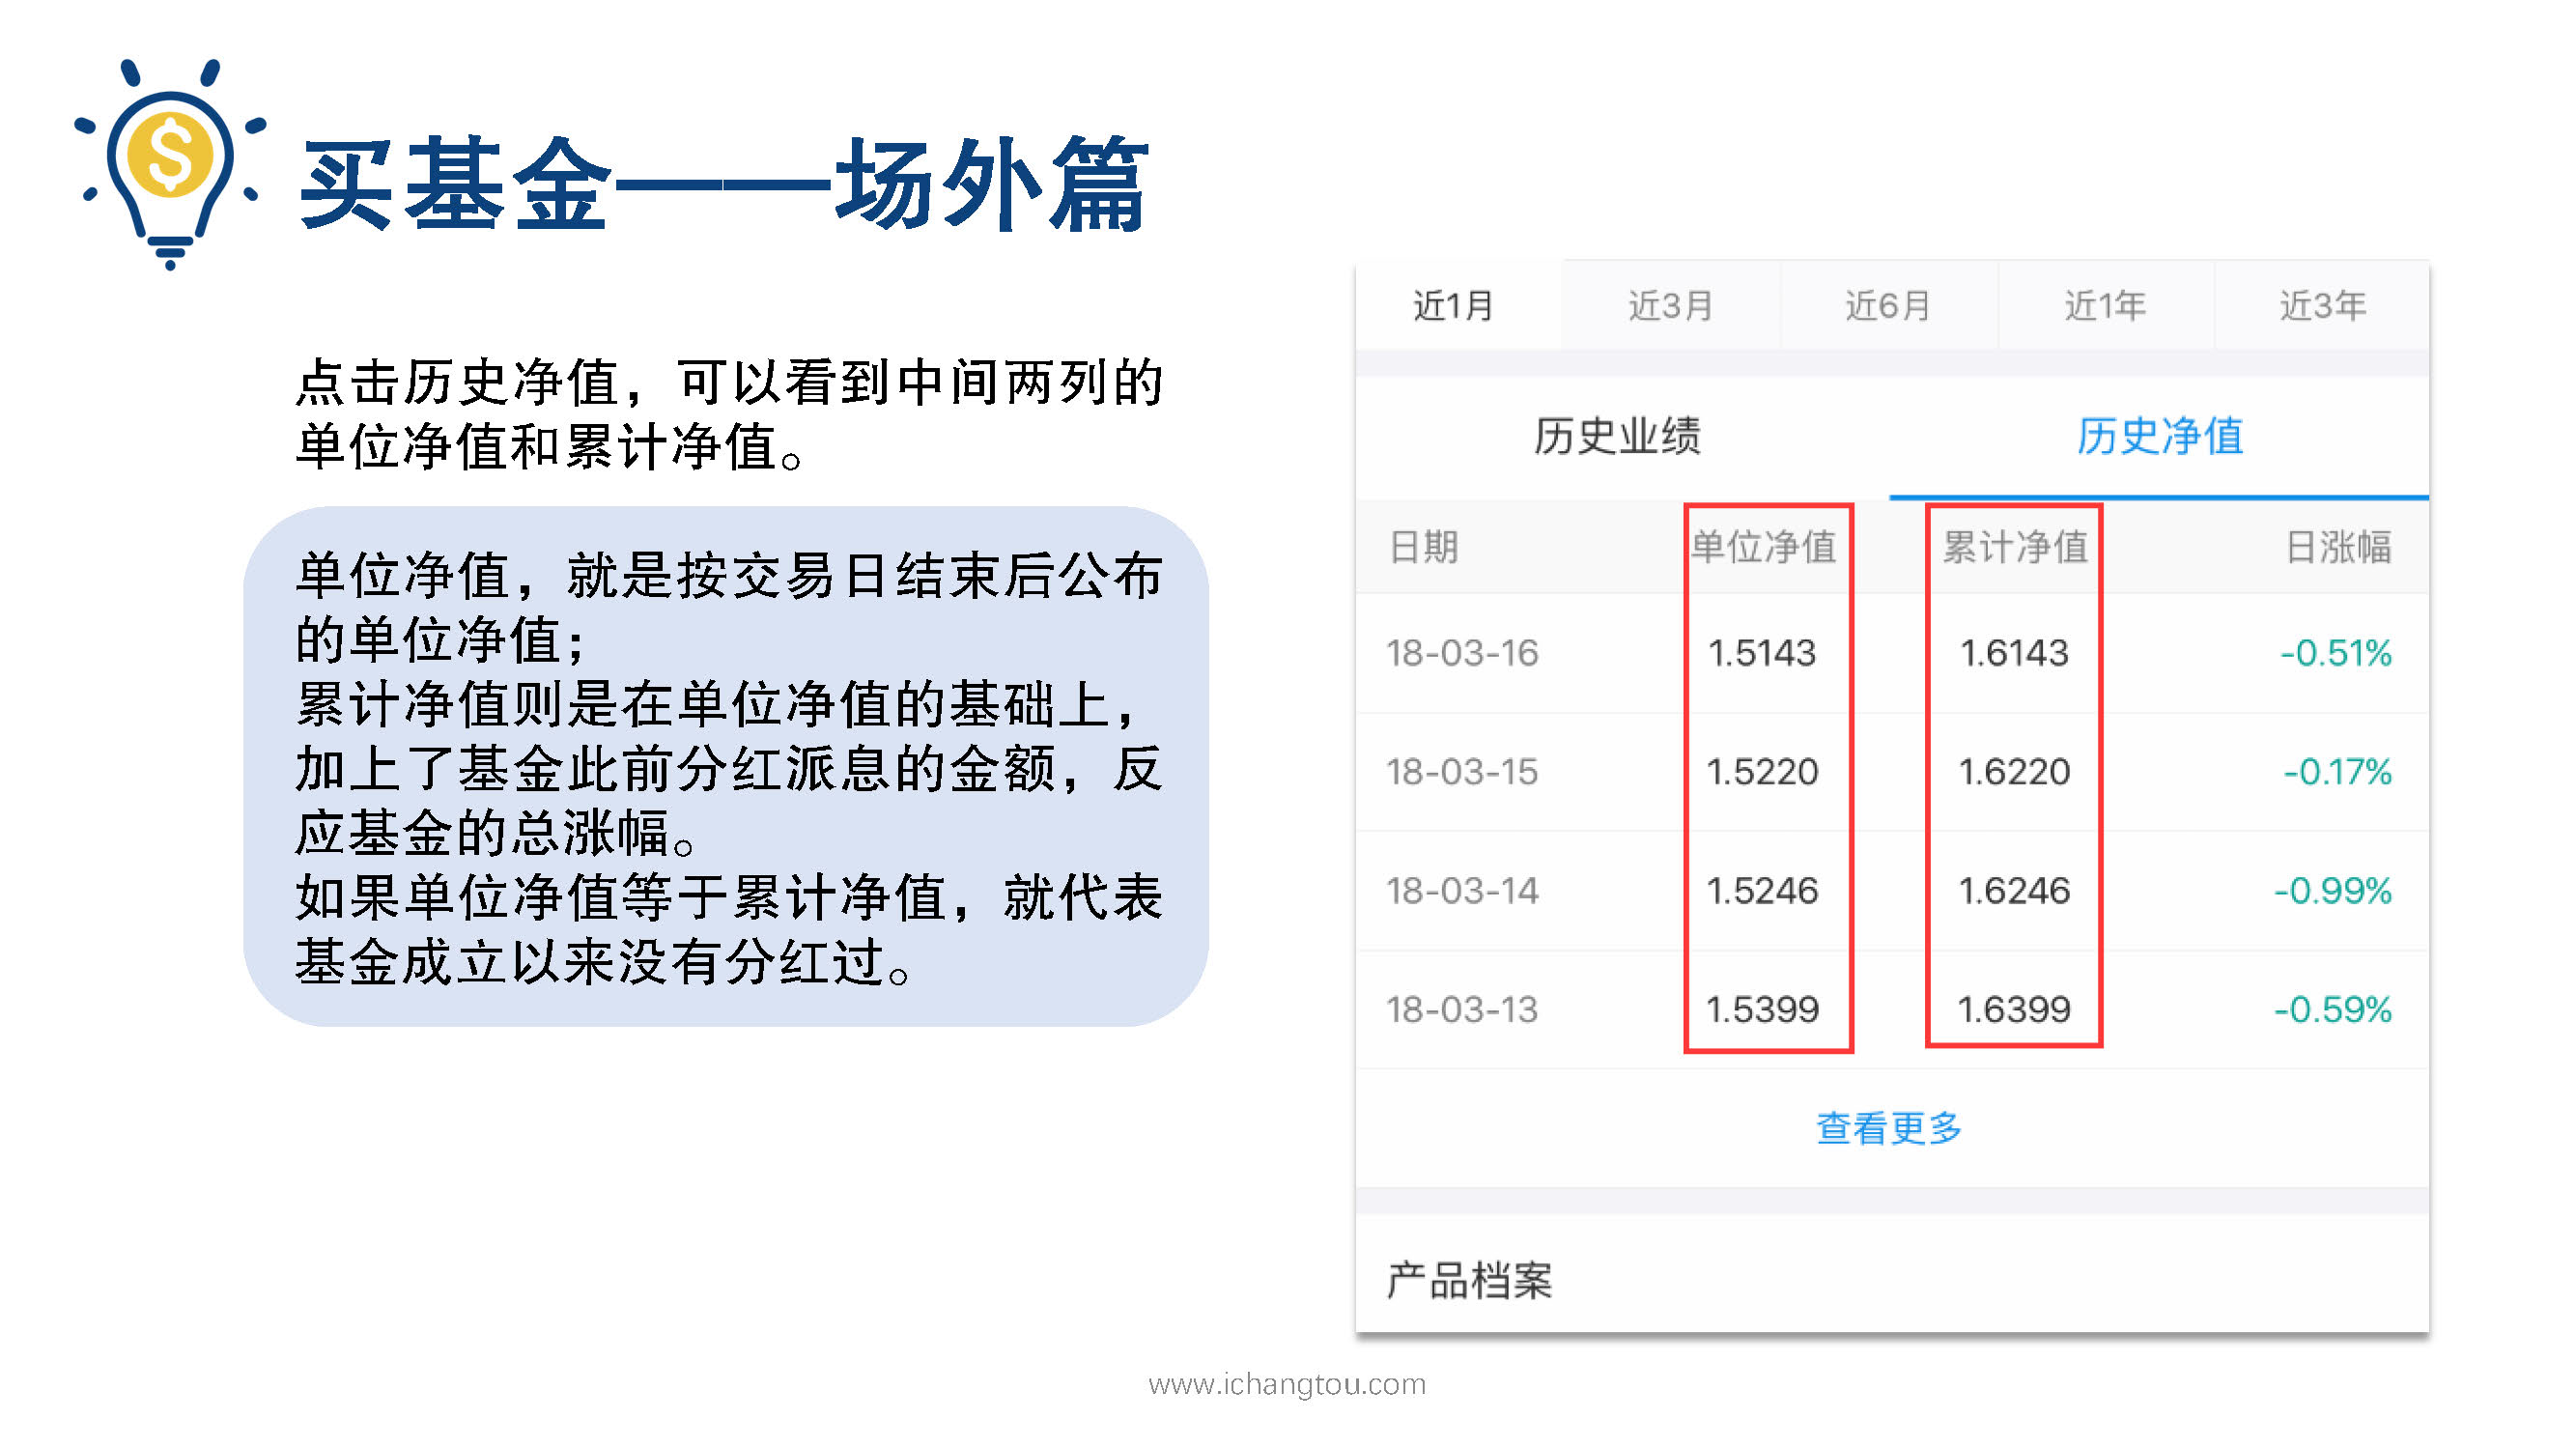 买基金——场外篇
点击历史净值，可以看到中间两列的
单位净值和累计净值。
单位净值，就是按交易日结束后公布
的单位净值；
累计净值则是在单位净值的基础上，
加上了基金此前分红派息的金额，反
应基金的总涨幅。
如果单位净值等于累计净值，就代表
基金成立以来没有分红过。
近1月 近3月 近6月 近1年 近3年
历史业绩 历史净值
日期 单位净值 累计净值 日涨幅
18-03-16 1.5143 1.6143 -0.51%
18-03-15 1.5220 1.6220 -0.17%
18-03-14 1.5246 1.6246 -0.99%
18-03-13 1.5399 1.6399 -0.59%
查看更多
产品档案
www.ichangtou.com